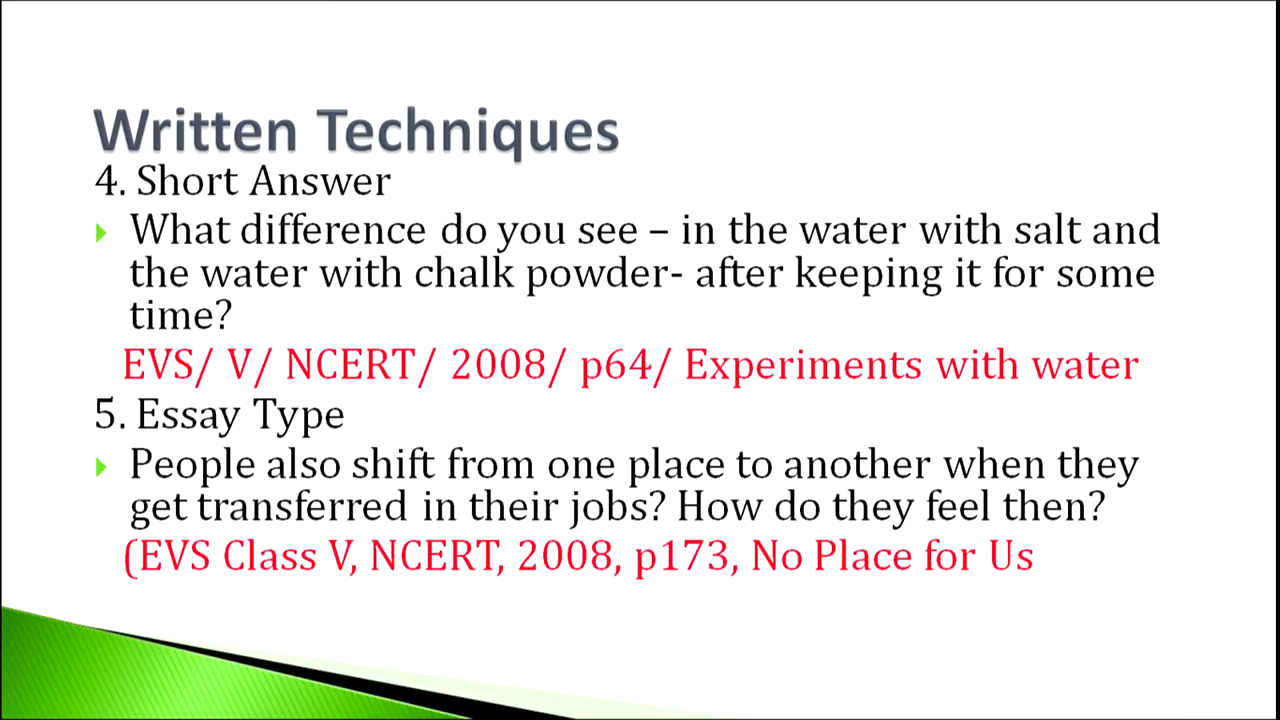 Written Techniques
4. Short Answer
What difference do you see – in the water with salt and
the water with chalk powder- after keeping it for some
time?
EVS/ V/ NCERT/ 2008/ p64/ Experiments with water
5. Essay Type
People also shift from one place to another when they
get transferred in their jobs? How do they feel then?
(EVS Class V, NCERT, 2008, p173, No Place for Us